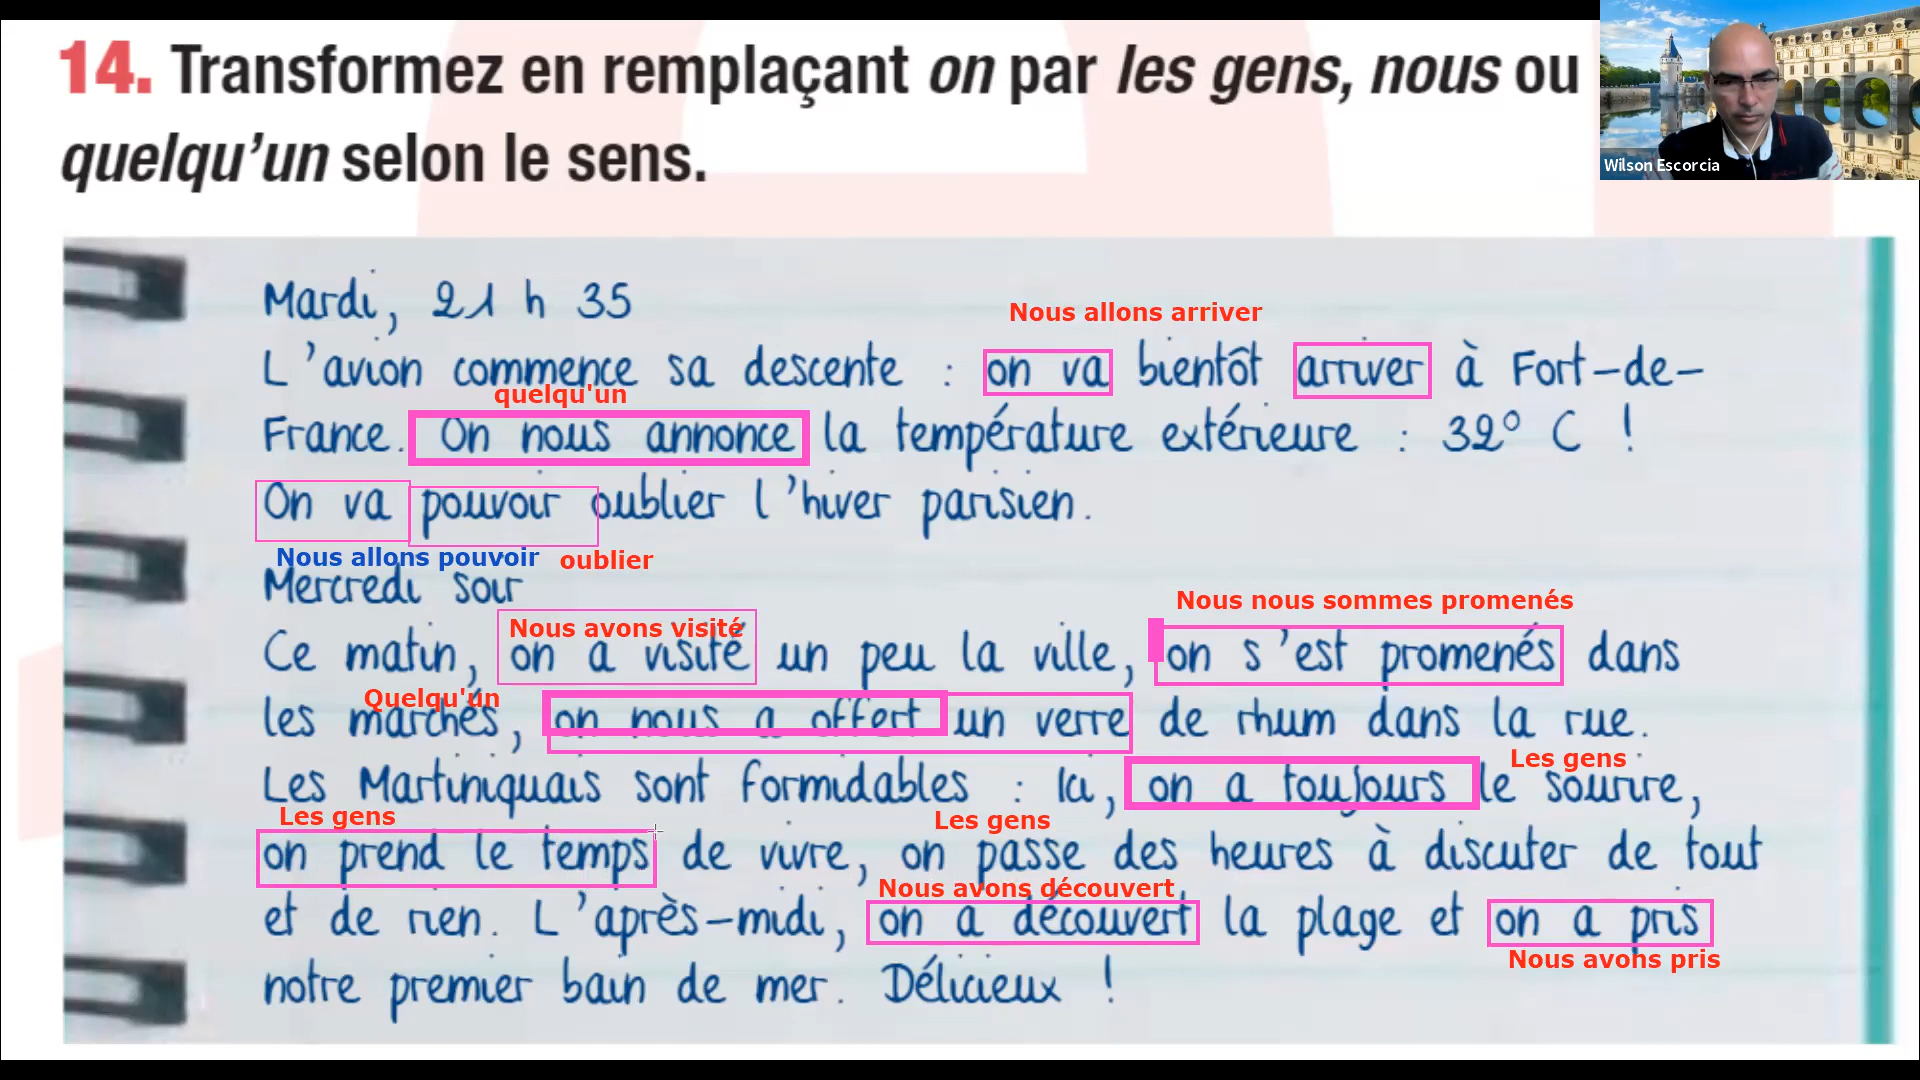 14. Transformez en remplaçant on par les gens, nous ou
quelqu'un selon le sens.
Wilson Escorcia
Mardi, 21 h 35
Nous allons arriver
L'avion commence sa descente : on va bientôt arriver à Fort-de-
quelqu'un
France. On nous annonce la température extérieure : 32° C !
On va pouvoir oublier l'hiver parisien.
Nous allons pouvoir oublier
Mercredi soir
Nous nous sommes promenés
Nous avons visité
Ce matin, on a visité un peu la ville, on s'est promenés dans
Quelqu'un
les marchés, on nous a offert un verre de rhum dans la rue.
Les gens
Les Martiniquais sont formidables : Ici, on a toujours le sourire,
Les gens Les gens
on prend le temps de vivre, on passe des heures à discuter de tout
Nous avons découvert
et de rien. L'après-midi, on a découvert la plage et on a pris
Nous avons pris
notre premier bain de mer. Délicieux !